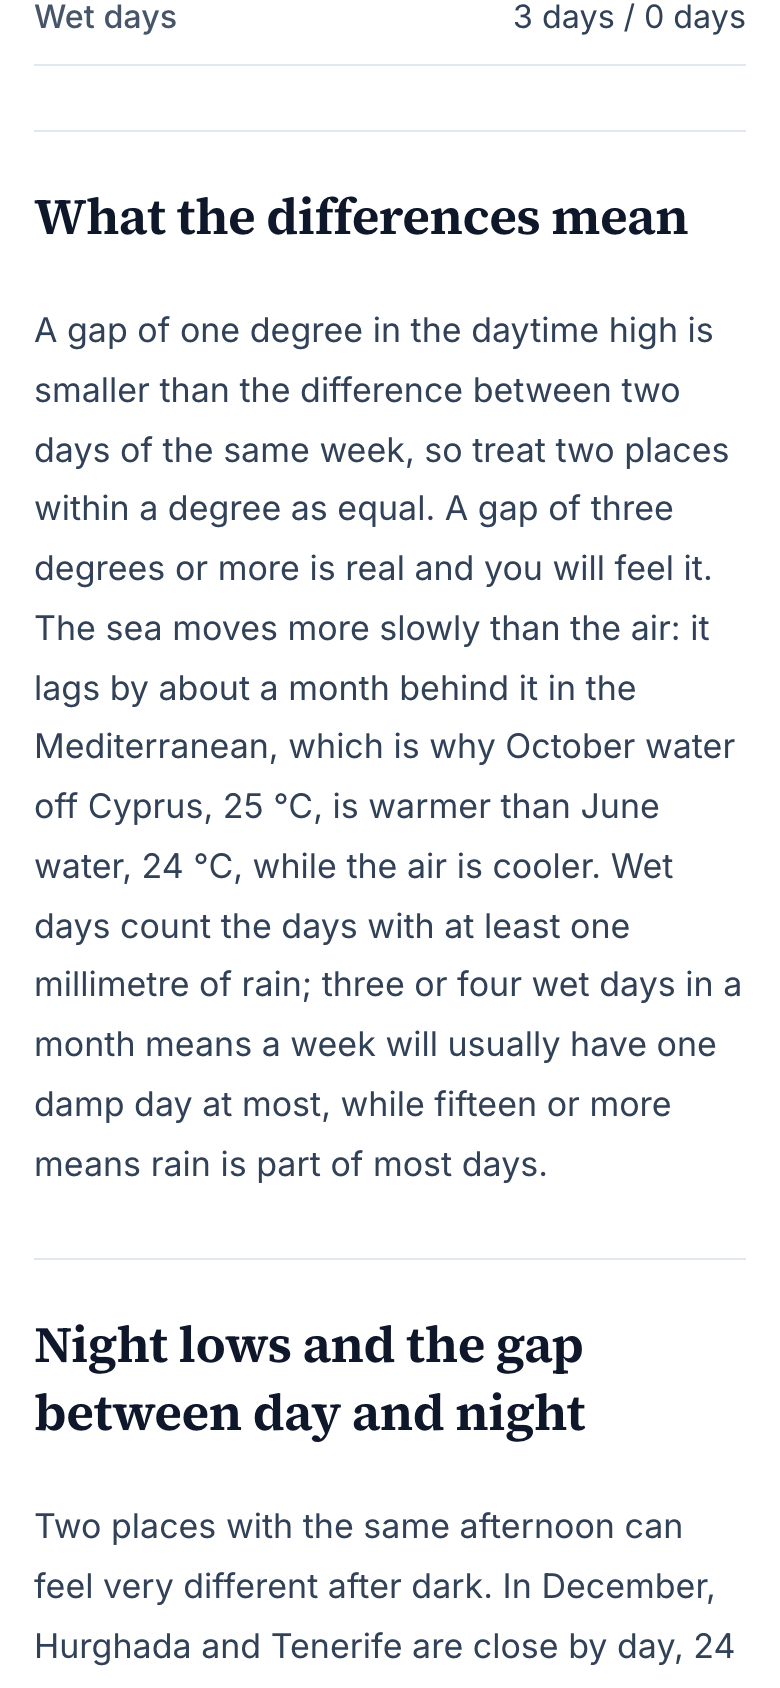 Wet days 3 days / 0 days
What the differences mean
A gap of one degree in the daytime high is
smaller than the difference between two
days of the same week, so treat two places
within a degree as equal. A gap of three
degrees or more is real and you will feel it.
The sea moves more slowly than the air: it
lags by about a month behind it in the
Mediterranean, which is why October water
off Cyprus, 25 °C, is warmer than June
water, 24 °C, while the air is cooler. Wet
days count the days with at least one
millimetre of rain; three or four wet days in a
month means a week will usually have one
damp day at most, while fifteen or more
means rain is part of most days.
Night lows and the gap
between day and night
Two places with the same afternoon can
feel very different after dark. In December,
Hurghada and Tenerife are close by day, 24